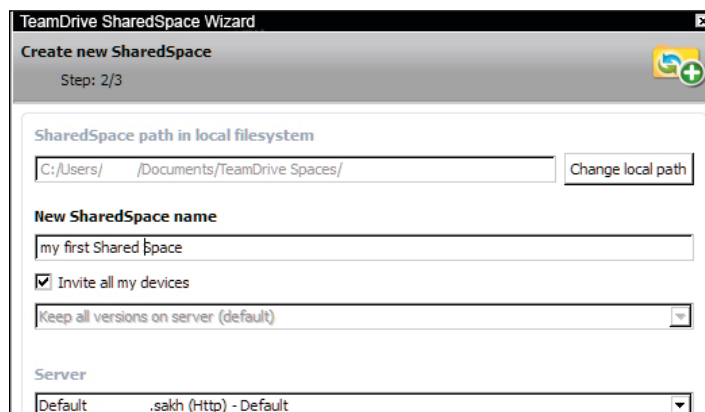 TeamDrive SharedSpace Wizard
Create new SharedSpace
Step: 2/3
SharedSpace path in local filesystem
C:/Users/ /Documents/TeamDrive Spaces/ Change local path
New SharedSpace name
my first Shared Space
Invite all my devices
Keep all versions on server (default)
Server
Default .sakh (Http) - Default